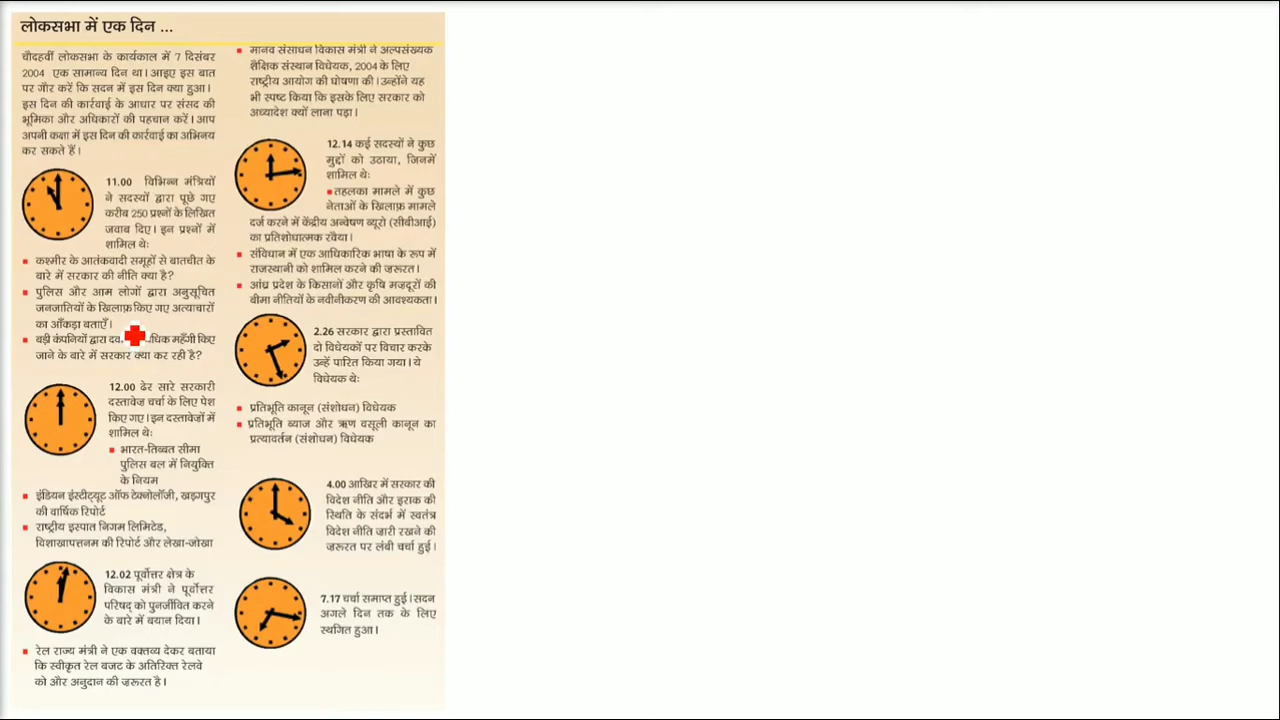 लोकसभा में एक दिन ...
चौदहवीं लोकसभा के कार्यकाल में 7 दिसंबर
2004 एक सामान्य दिन था। आइए इस बात
पर गौर करें कि सदन में इस दिन क्या हुआ।
इस दिन की कार्रवाई के आधार पर संसद की
भूमिका और अधिकारों की पहचान करें। आप
अपनी कक्षा में इस दिन की कार्रवाई का अभिनय
कर सकते हैं।
11.00 विभिन्न मंत्रियों
ने सदस्यों द्वारा पूछे गए
करीब 250 प्रश्नों के लिखित
जवाब दिए। इन प्रश्नों में
शामिल थे:
कश्मीर के आतंकवादी समूहों से बातचीत के
बारे में सरकार की नीति क्या है?
पुलिस और आम लोगों द्वारा अनुसूचित
जनजातियों के खिलाफ़ किए गए अत्याचारों
का आँकड़ा बताएँ।
बड़ी कंपनियों द्वारा महँगी किए
जाने के बारे में सरकार क्या कर रही है?
12.00 ढेर सारे सरकारी
दस्तावेज़ चर्चा के लिए पेश
किए गए। इन दस्तावेज़ों में
शामिल थे:
भारत-तिब्बत सीमा
पुलिस बल में नियुक्ति
के नियम
इंडियन इंस्टीट्यूट ऑफ टेक्नोलॉजी, खड़गपुर
की वार्षिक रिपोर्ट
राष्ट्रीय इस्पात निगम लिमिटेड,
विशाखापत्तनम की रिपोर्ट और लेखा-जोखा
12.02 पूर्वोत्तर क्षेत्र के
विकास मंत्री ने पूर्वोत्तर
परिषद् को पुनर्जीवित करने
के बारे में बयान दिया।
रेल राज्य मंत्री ने एक वक्तव्य देकर बताया
कि स्वीकृत रेल बजट के अतिरिक्त रेलवे
को और अनुदान की ज़रूरत है।
मानव संसाधन विकास मंत्री ने अल्पसंख्यक
शैक्षिक संस्थान विधेयक, 2004 के लिए
राष्ट्रीय आयोग की घोषणा की। उन्होंने यह
भी स्पष्ट किया कि इसके लिए सरकार को
अध्यादेश क्यों लाना पड़ा।
12.14 कई सदस्यों ने कुछ
मुद्दों को उठाया, जिनमें
शामिल थे:
तहलका मामले में कुछ
नेताओं के खिलाफ़ मामले
दर्ज करने में केंद्रीय अन्वेषण ब्यूरो (सीबीआई)
का प्रतिशोधात्मक रवैया।
संविधान में एक आधिकारिक भाषा के रूप में
राजस्थानी को शामिल करने की ज़रूरत।
आंध्र प्रदेश के किसानों और कृषि मज़दूरों की
बीमा नीतियों के नवीनीकरण की आवश्यकता।
2.26 सरकार द्वारा प्रस्तावित
दो विधेयकों पर विचार करके
उन्हें पारित किया गया। ये
विधेयक थे:
प्रतिभूति कानून (संशोधन) विधेयक
प्रतिभूति ब्याज और ऋण वसूली कानून का
प्रत्यावर्तन (संशोधन) विधेयक
4.00 आखिर में सरकार की
विदेश नीति और इराक की
स्थिति के संदर्भ में स्वतंत्र
विदेश नीति ज़ारी रखने की
ज़रूरत पर लंबी चर्चा हुई।
7.17 चर्चा समाप्त हुई। सदन
अगले दिन तक के लिए
स्थगित हुआ।